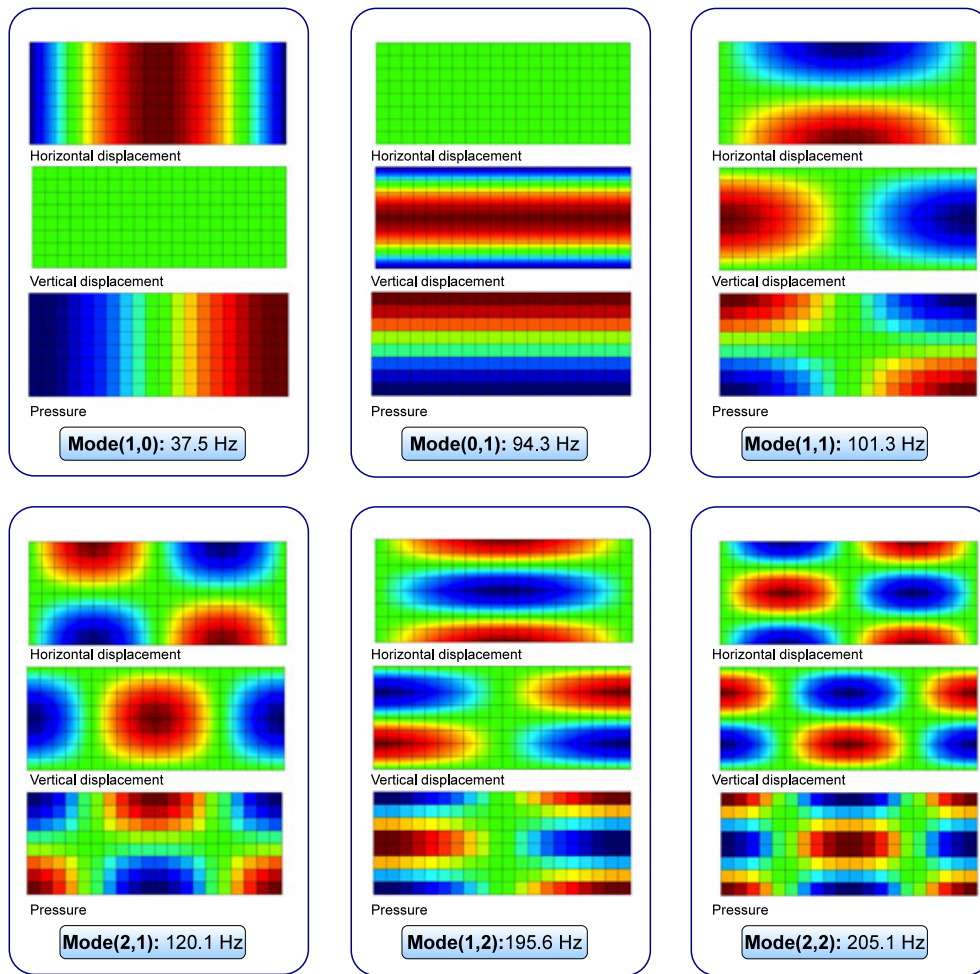 Horizontal displacement
Vertical displacement
Pressure
Mode(1,0): 37.5 Hz
Horizontal displacement
Vertical displacement
Pressure
Mode(0,1): 94.3 Hz
Horizontal displacement
Vertical displacement
Pressure
Mode(1,1): 101.3 Hz
Horizontal displacement
Vertical displacement
Pressure
Mode(2,1): 120.1 Hz
Horizontal displacement
Vertical displacement
Pressure
Mode(1,2):195.6 Hz
Horizontal displacement
Vertical displacement
Pressure
Mode(2,2): 205.1 Hz